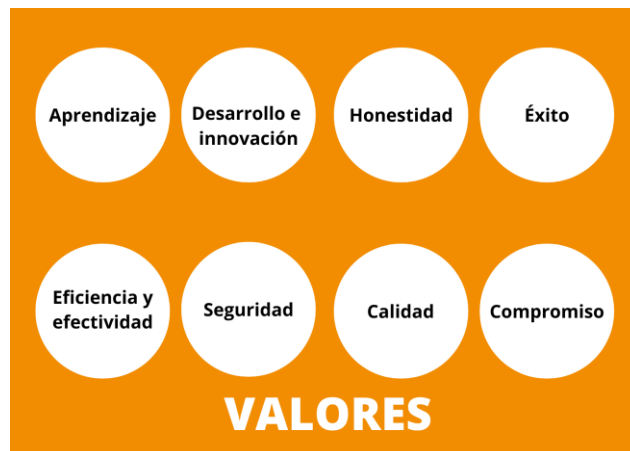 Aprendizaje
Desarrollo e
innovación
Honestidad
Éxito
Eficiencia y
efectividad
Seguridad
Calidad
Compromiso
VALORES